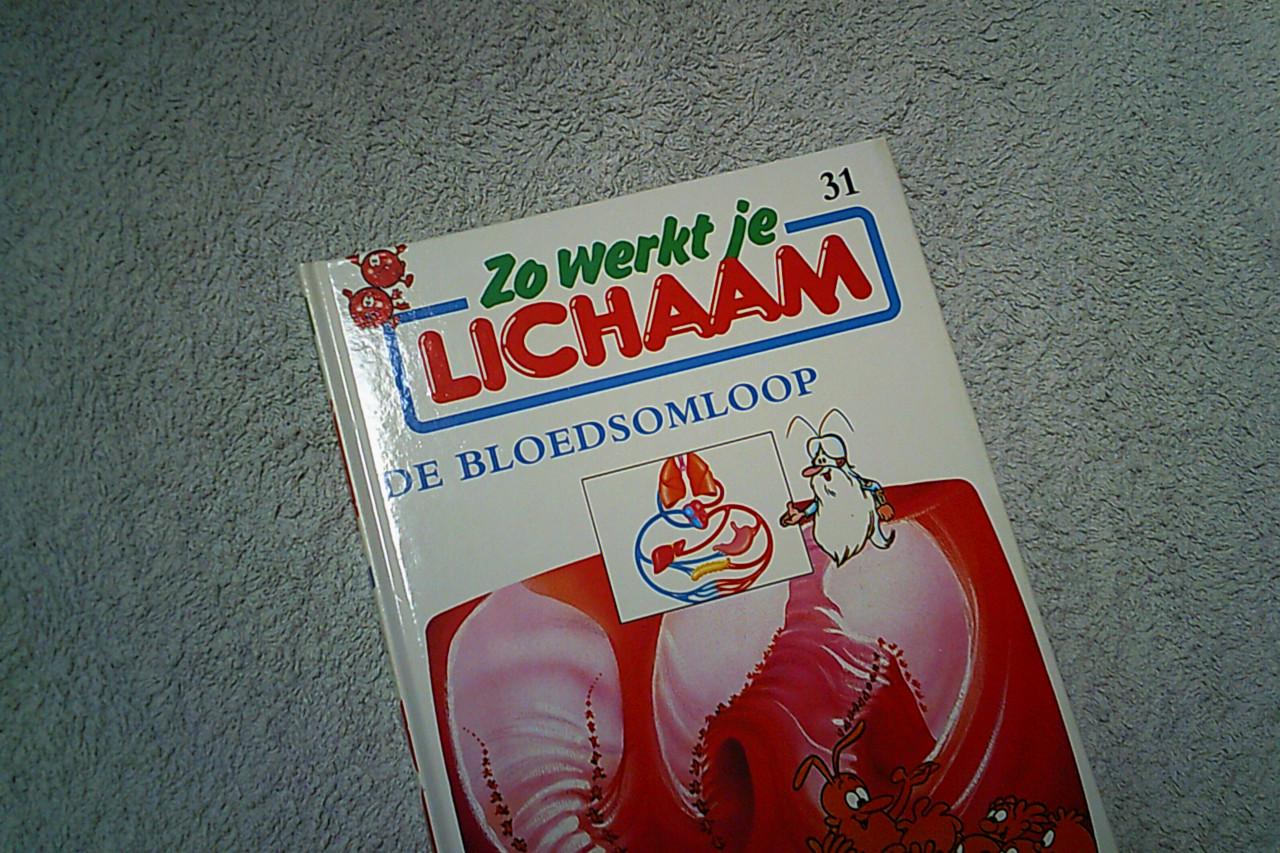 31
Zo werkt je
LICHAAM
DE BLOEDSOMLOOP